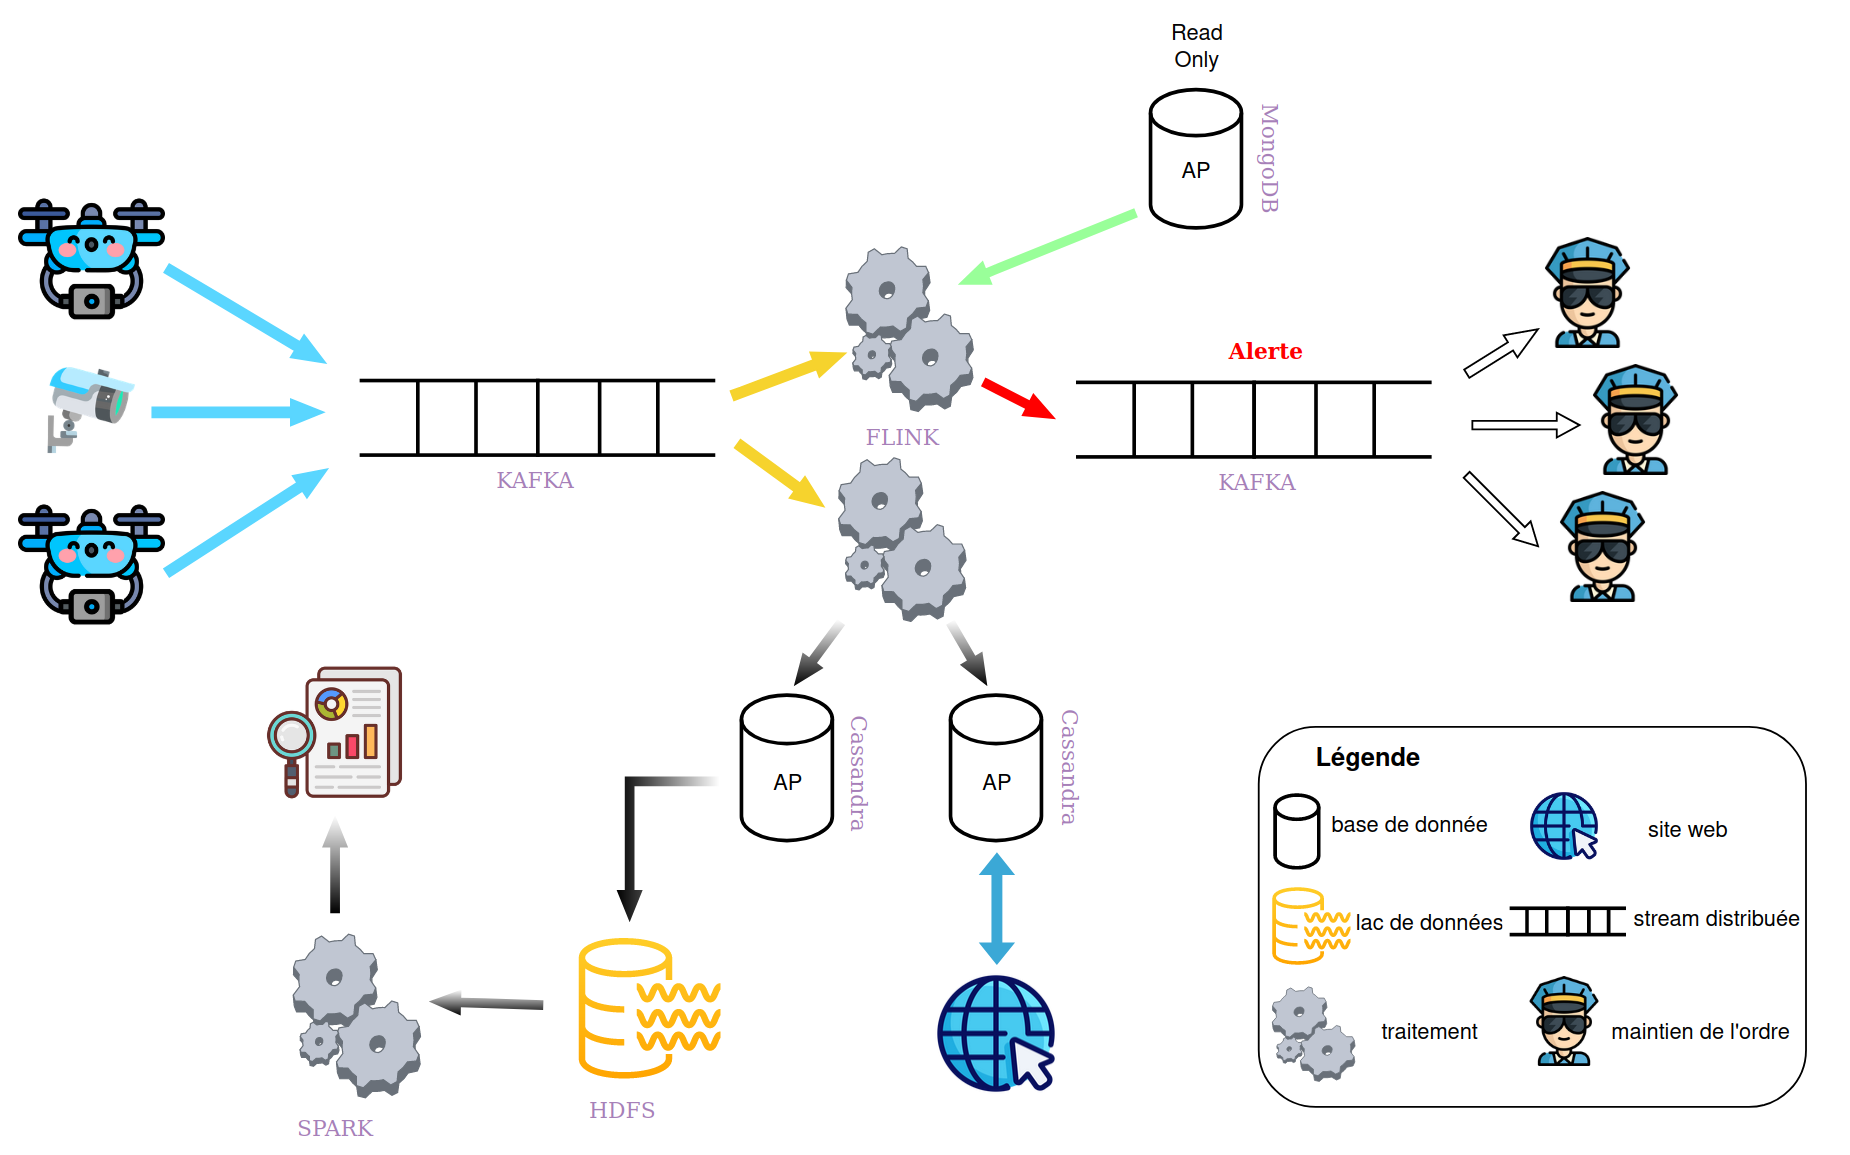 Read
Only
AP
MongoDB
Alerte
FLINK
KAFKA
KAFKA
AP
Cassandra
AP
Cassandra
HDFS
SPARK
Légende
base de donnée
site web
lac de données
stream distribuée
traitement
maintien de l'ordre